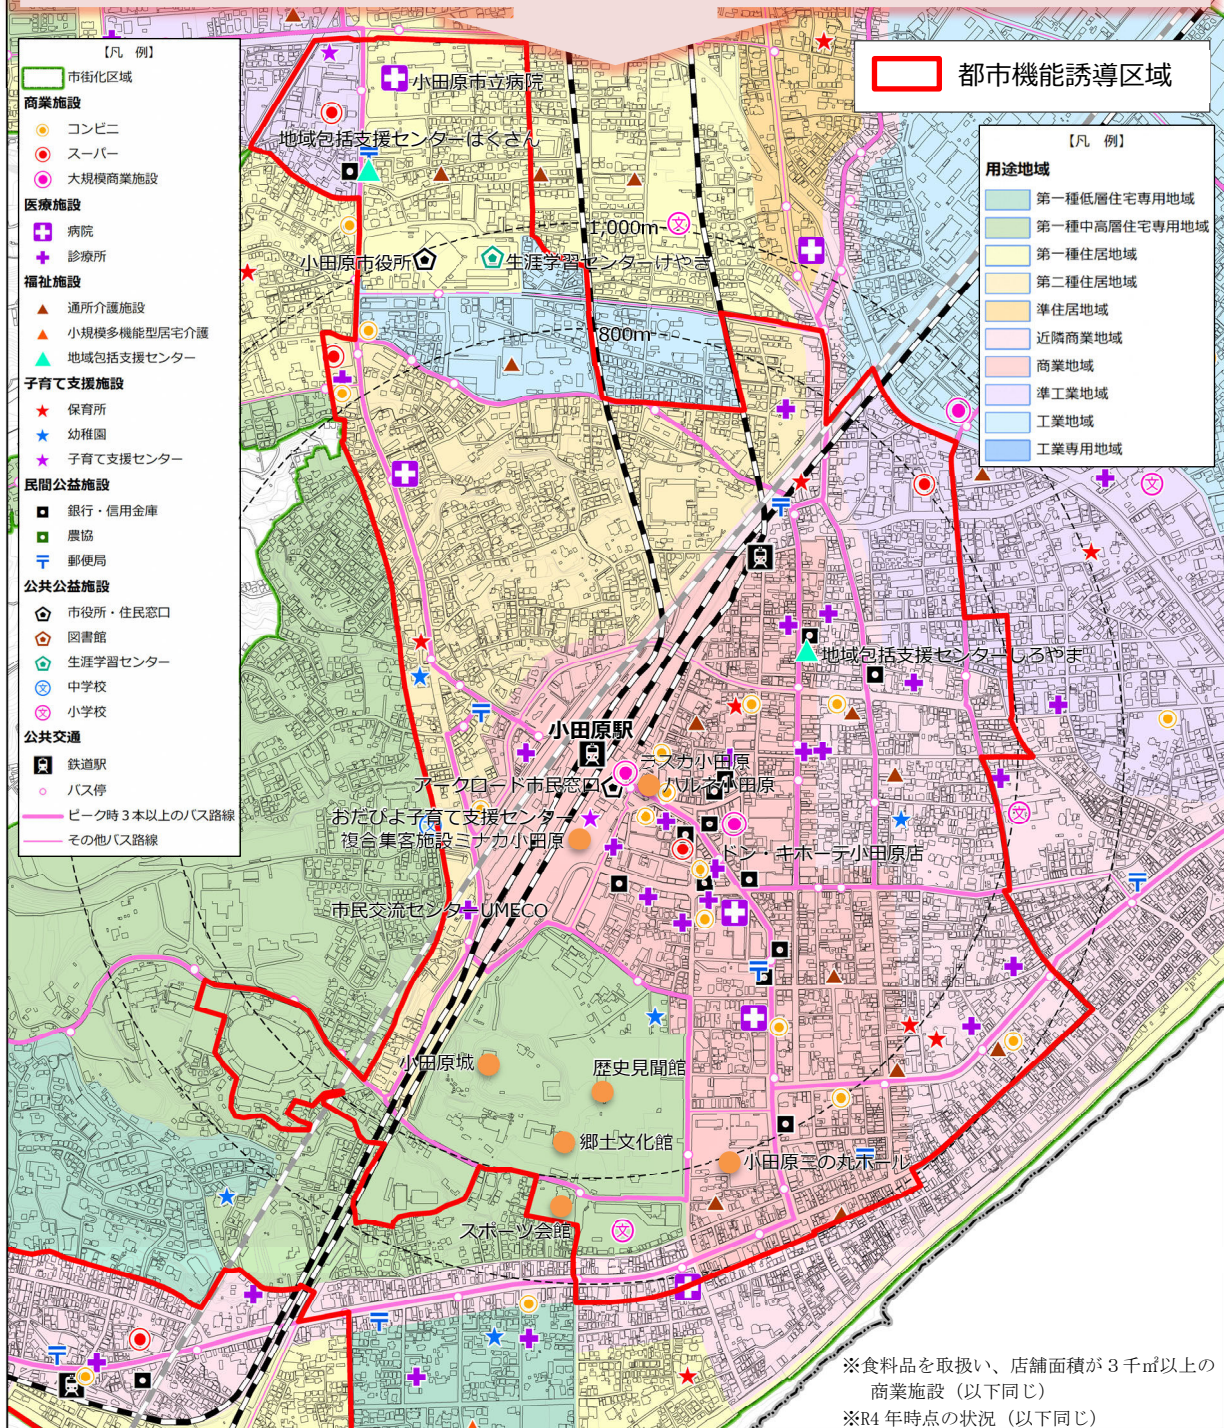 【凡　例】
市街化区域
商業施設
コンビニ
スーパー
大規模商業施設
医療施設
病院
診療所
福祉施設
通所介護施設
小規模多機能型居宅介護
地域包括支援センター
子育て支援施設
保育所
幼稚園
子育て支援センター
民間公益施設
銀行・信用金庫
農協
郵便局
公共公益施設
市役所・住民窓口
図書館
生涯学習センター
文 中学校
文 小学校
公共交通
鉄道駅
バス停
ピーク時３本以上のバス路線
その他バス路線
都市機能誘導区域
【凡　例】
用途地域
第一種低層住宅専用地域
第一種中高層住宅専用地域
第一種住居地域
第二種住居地域
準住居地域
近隣商業地域
商業地域
準工業地域
工業地域
工業専用地域
小田原市立病院
地域包括支援センターはくさん
1,000m
文
小田原市役所
生涯学習センターけやき
800m
文
地域包括支援センターしろやま
小田原駅
ラスカ小田原
アークロード市民窓口
ハルネ小田原
おだぴよ子育て支援センター
文
文
複合集客施設ミナカ小田原
ドン・キホーテ小田原店
市民交流センターUMECO
小田原城
歴史見聞館
郷土文化館
小田原三の丸ホール
スポーツ会館
文
※食料品を取扱い、店舗面積が３千㎡以上の
商業施設（以下同じ）
※R4 年時点の状況（以下同じ）